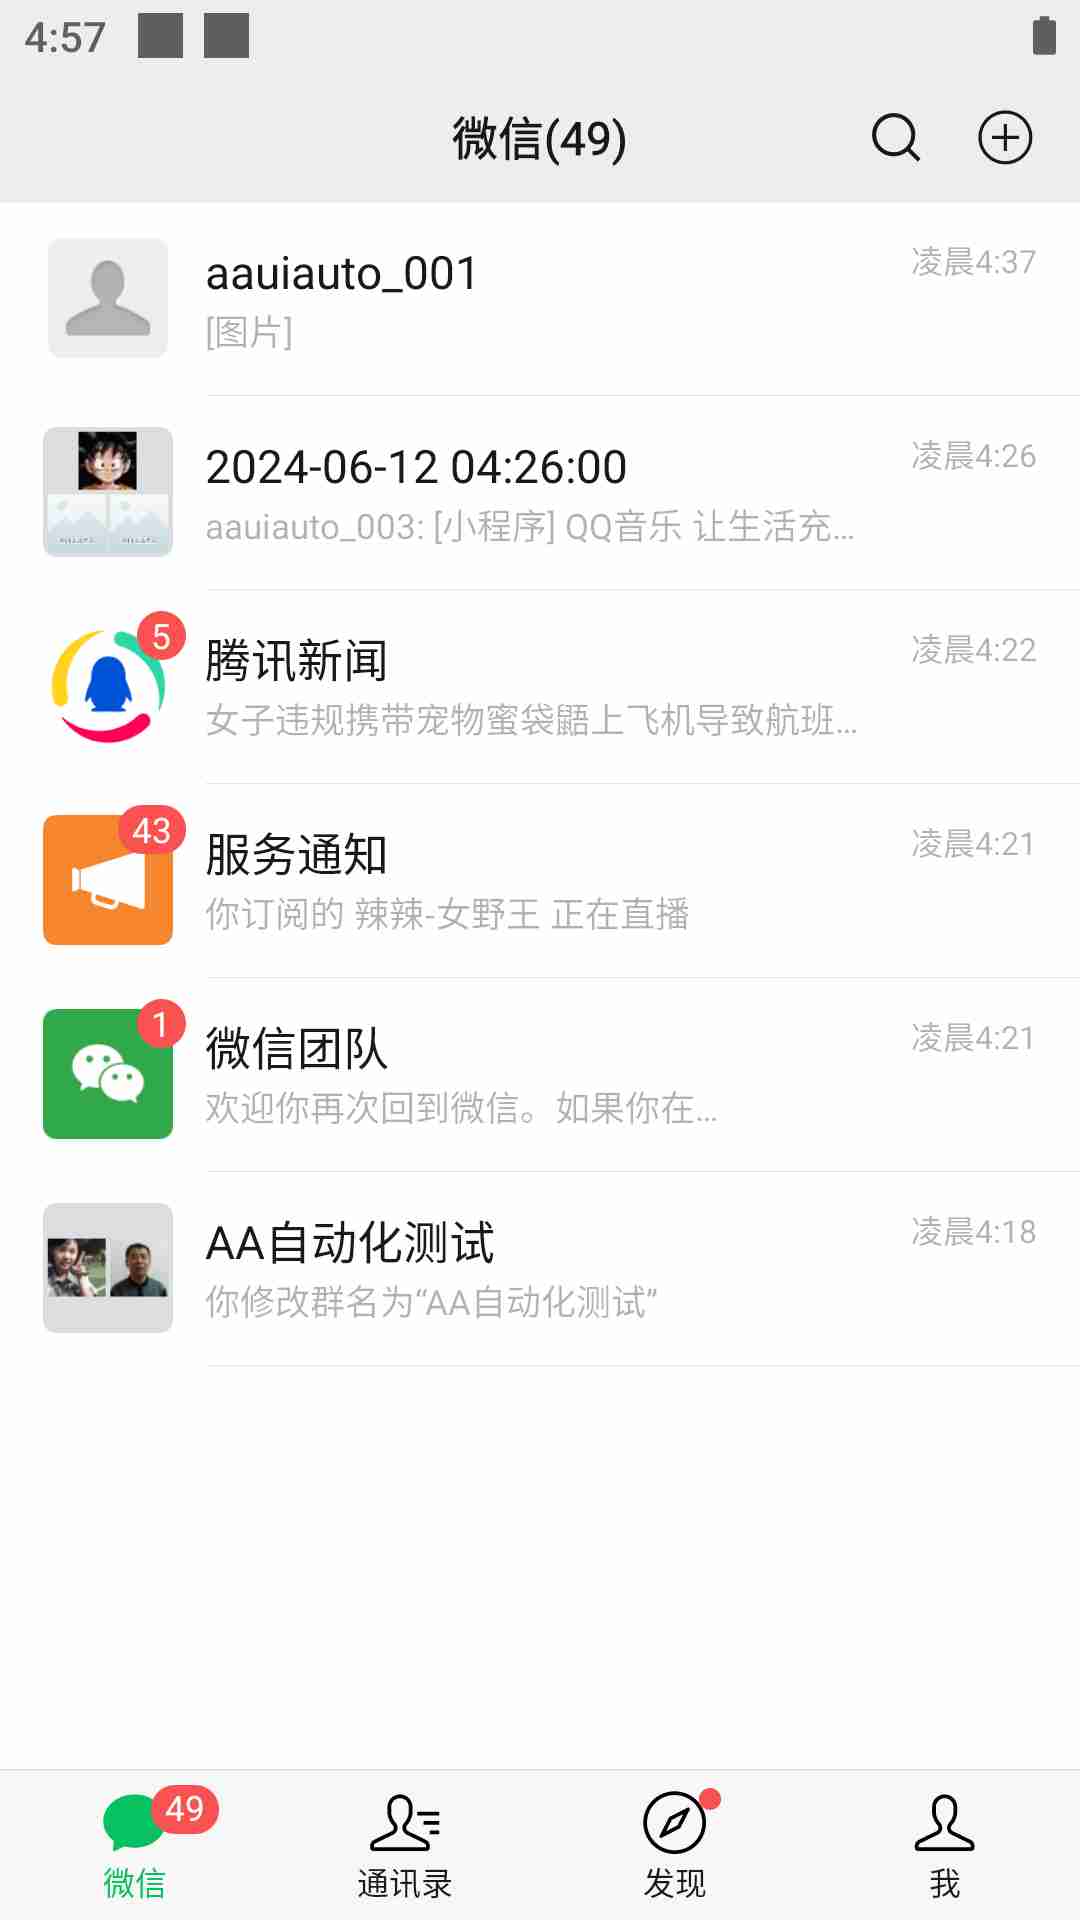 4:57
微信(49)
aauiauto_001
凌晨4:37
[图片]
2024-06-12 04:26:00
凌晨4:26
aauiauto_003: [小程序] QQ音乐 让生活充...
5
腾讯新闻
凌晨4:22
女子违规携带宠物蜜袋鼯上飞机导致航班...
43
服务通知
凌晨4:21
你订阅的 辣辣-女野王 正在直播
1
微信团队
凌晨4:21
欢迎你再次回到微信。如果你在...
AA自动化测试
凌晨4:18
你修改群名为“AA自动化测试”
49
微信
通讯录
发现
我